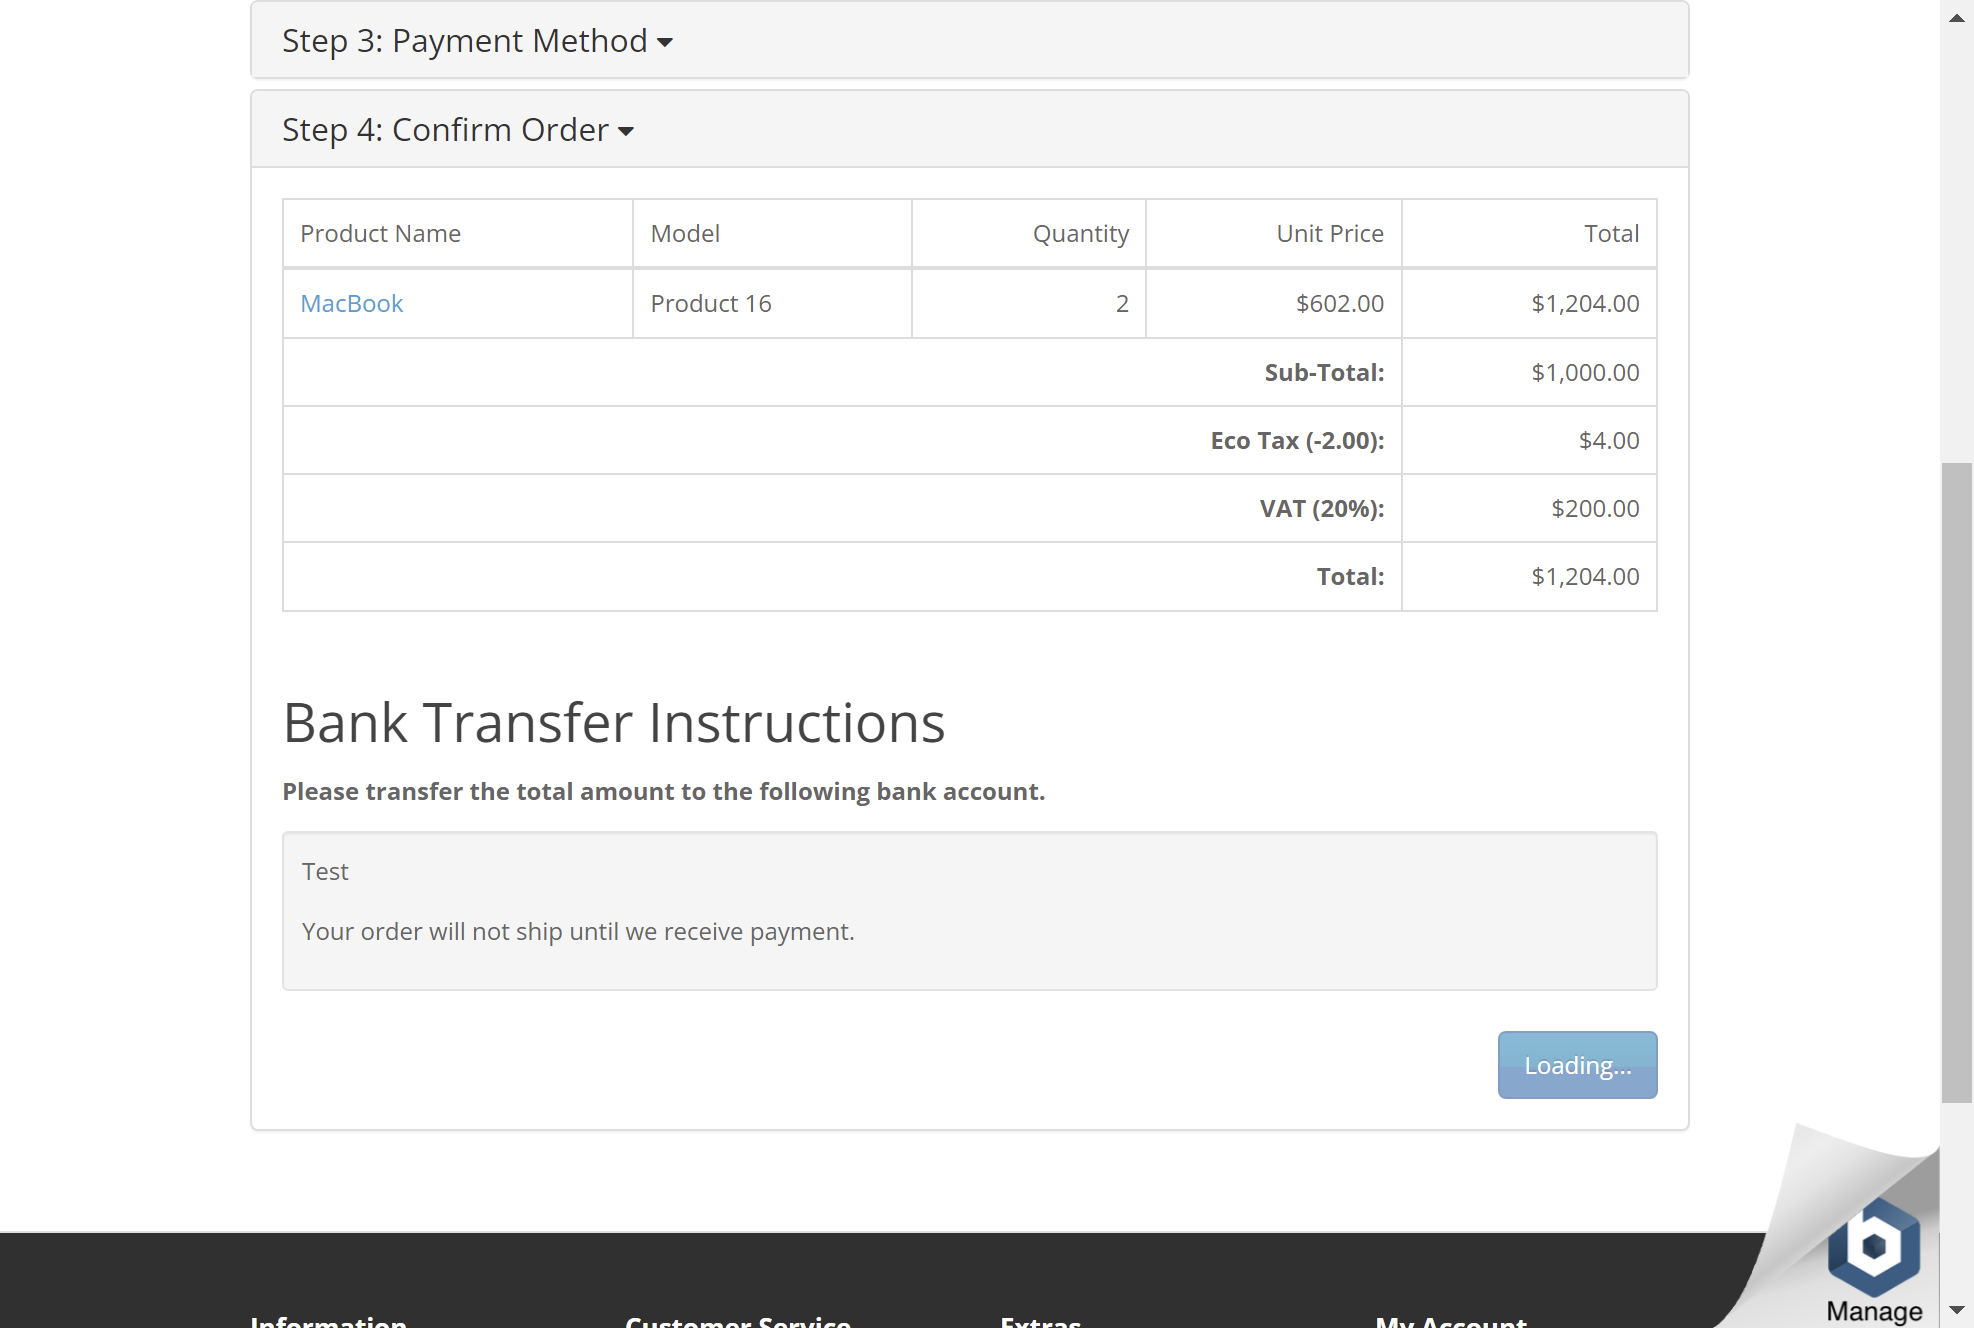 Step 3: Payment Method
Step 4: Confirm Order
Product Name Model Quantity Unit Price Total
MacBook Product 16 2 $602.00 $1,204.00
Sub-Total: $1,000.00
Eco Tax (-2.00): $4.00
VAT (20%): $200.00
Total: $1,204.00
Bank Transfer Instructions
Please transfer the total amount to the following bank account.
Test
Your order will not ship until we receive payment.
Loading...
Manage
Information Customer Service Extras My Account